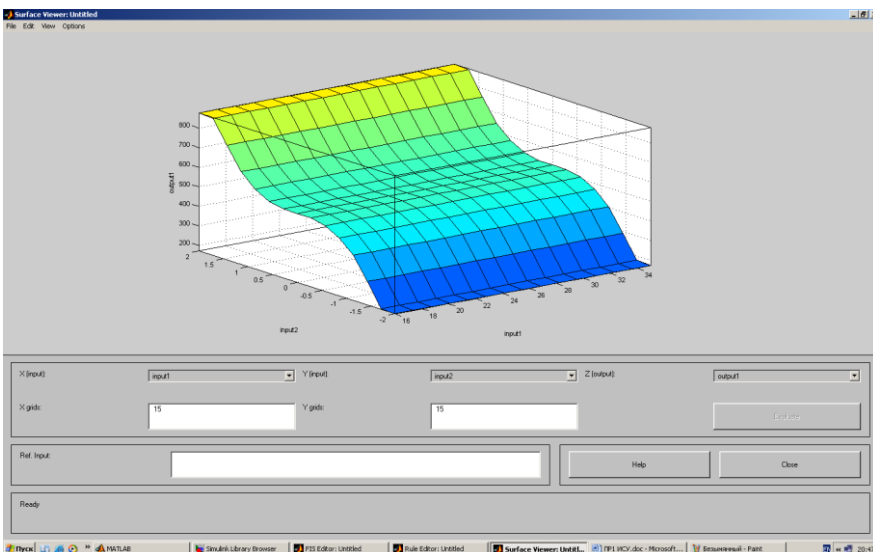 Surface Viewer: Untitled
File Edit View Options
800
700
600
500
400
300
200
output1
2
1.5
1
0.5
0
-0.5
-1
-1.5
-2
input2
16
18
20
22
24
26
28
30
32
34
input1
X (input): input1 Y (input): input2 Z (output): output1
X grids: 15 Y grids: 15 Evaluate
Ref. Input: Help Close
Ready
Пуск MATLAB Simulink Library Browser FIS Editor: Untitled Rule Editor: Untitled Surface Viewer: Untitl... ПР1 ИСУ.doc - Microsoft... Безымянный - Paint